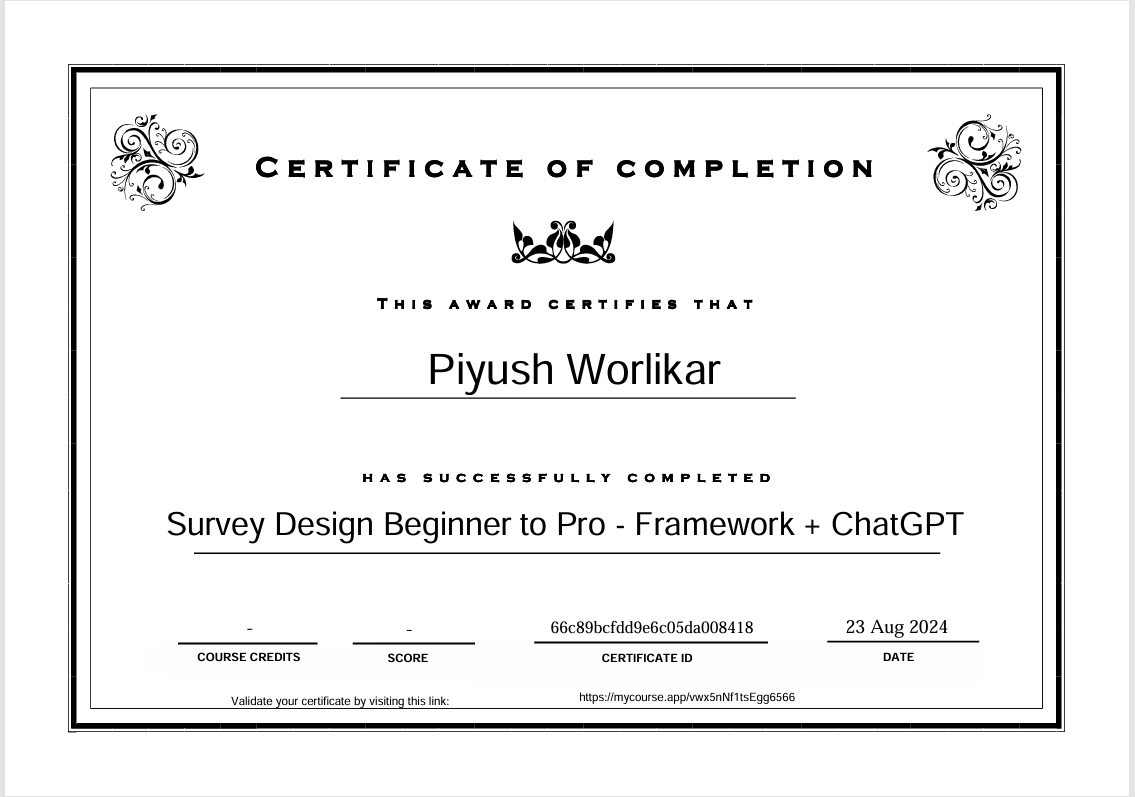 CERTIFICATE OF COMPLETION
THIS AWARD CERTIFIES THAT
Piyush Worlikar
HAS SUCCESSFULLY COMPLETED
Survey Design Beginner to Pro - Framework + ChatGPT
- - 66c89bcfdd9e6c05da008418 23 Aug 2024
COURSE CREDITS SCORE CERTIFICATE ID DATE
Validate your certificate by visiting this link: https://mycourse.app/vwx5nNf1tsEgg6566